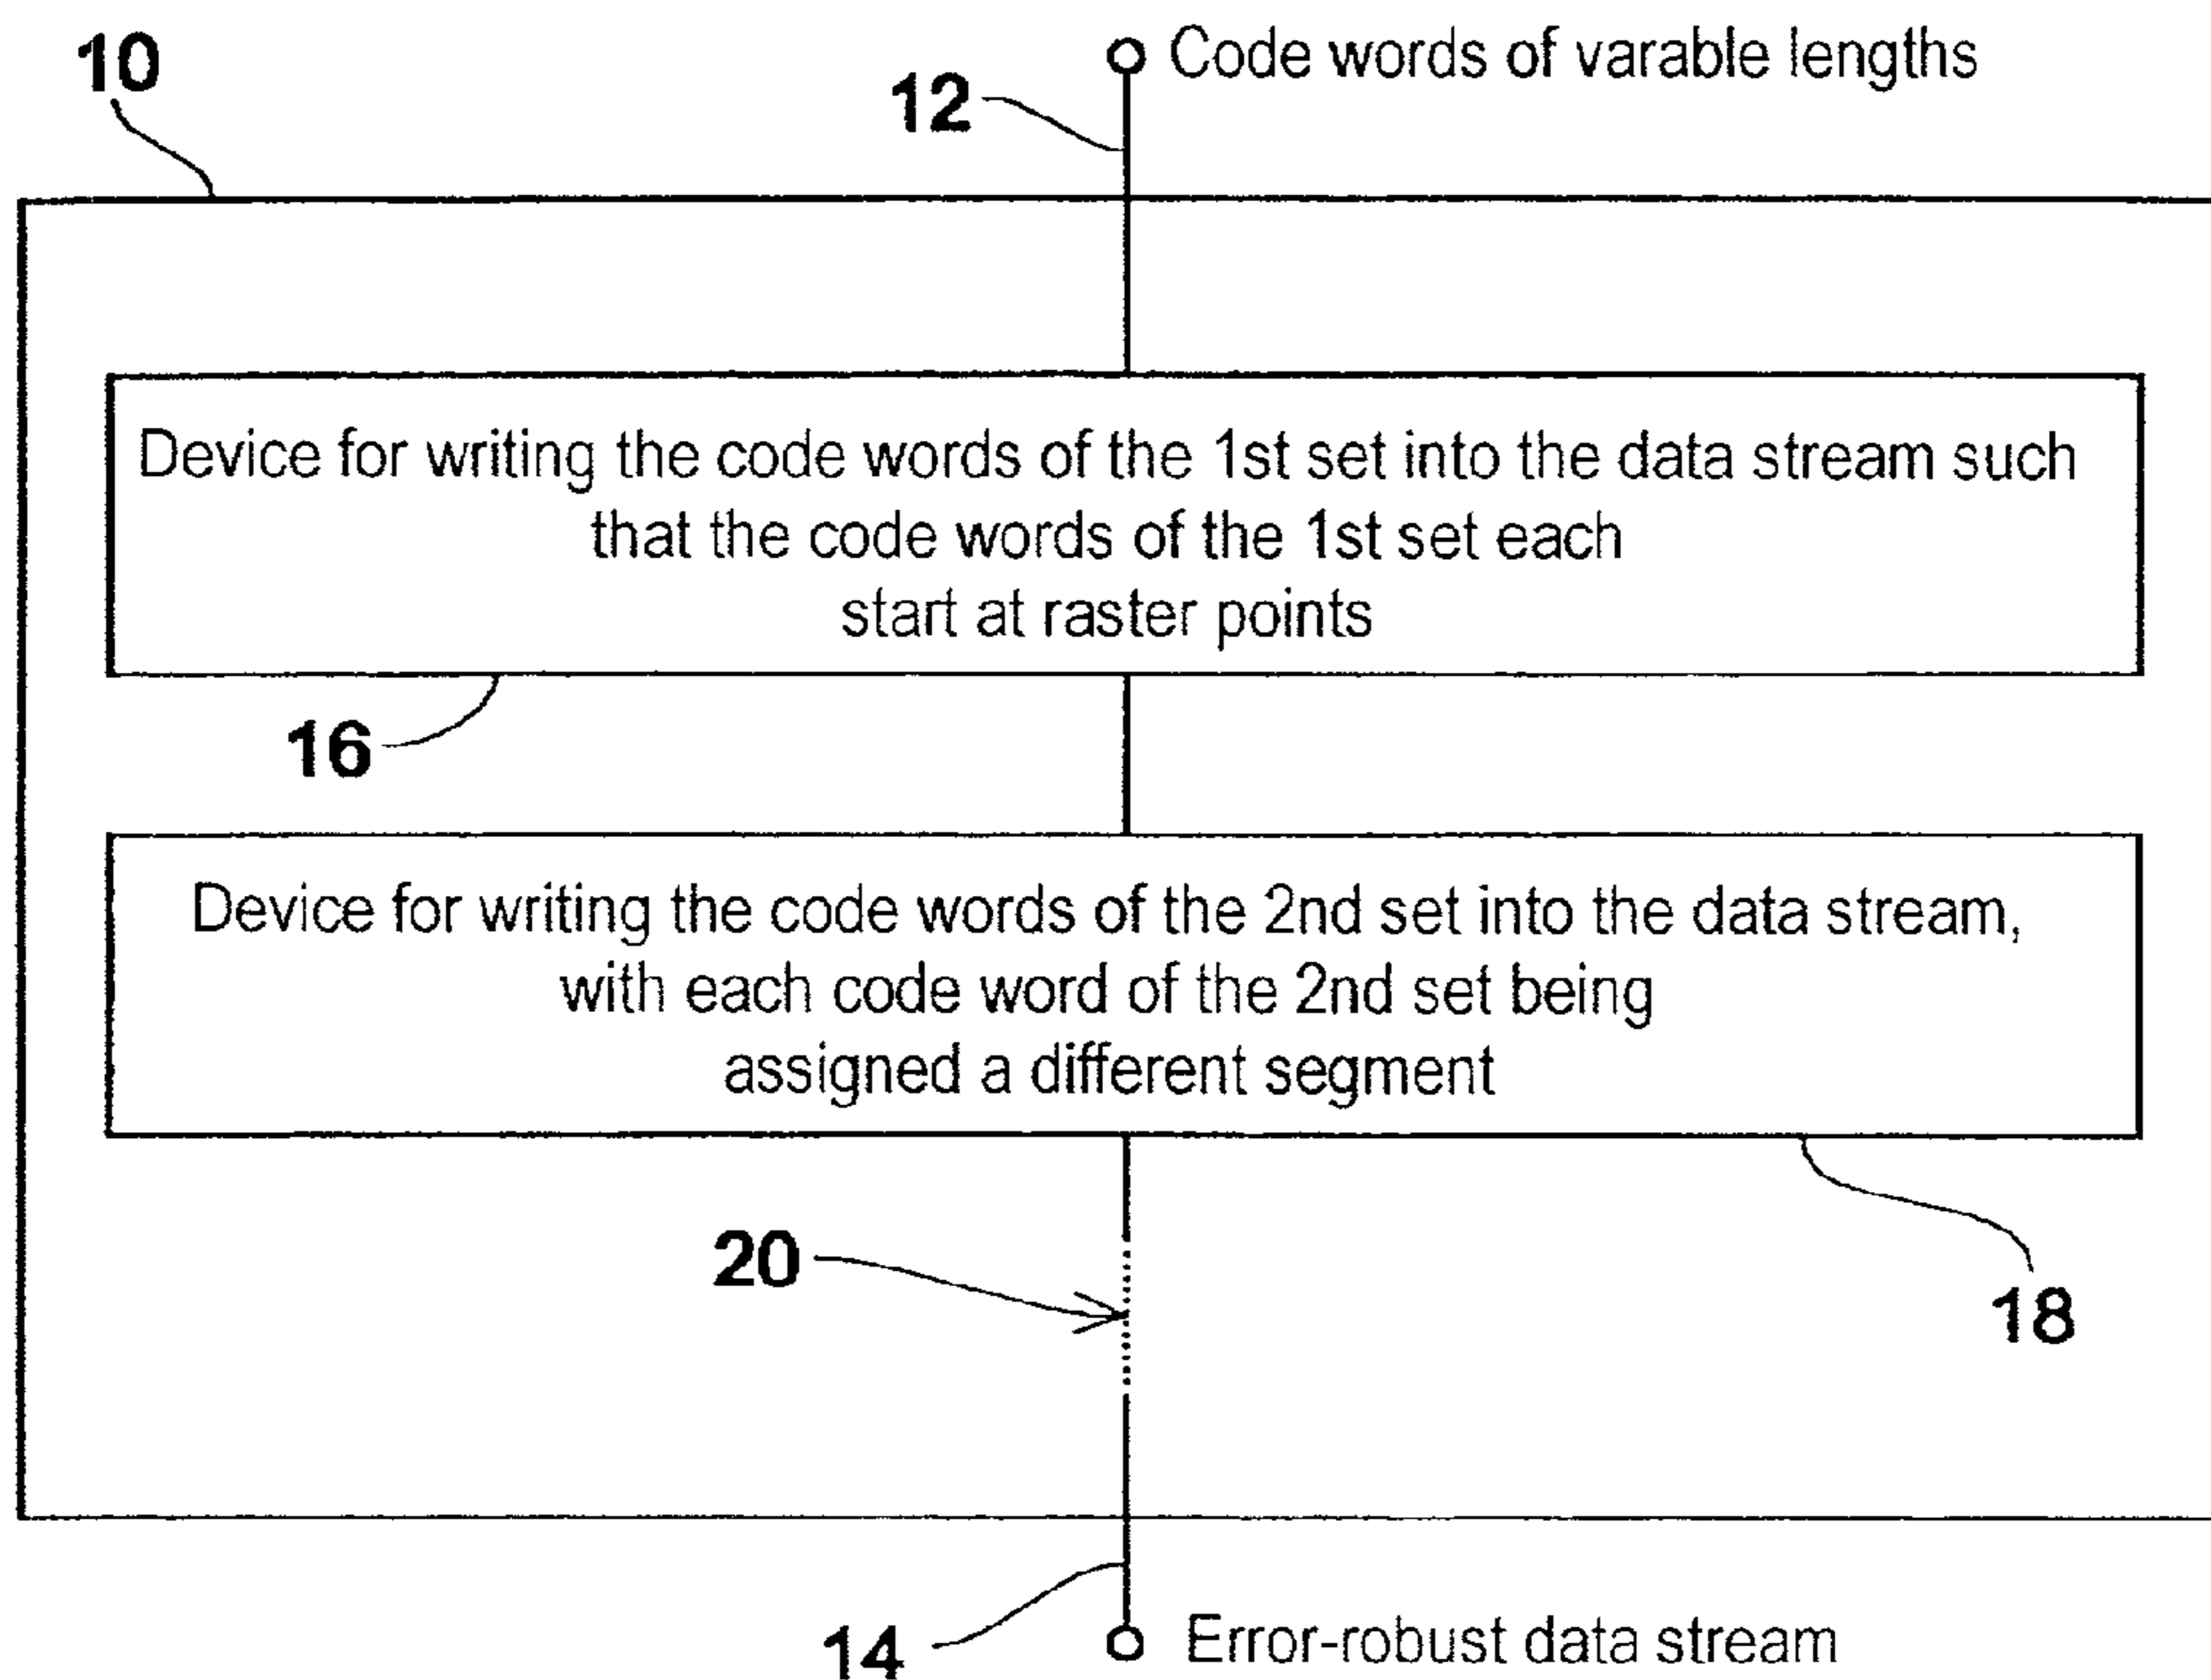 10
12
Code words of varable lengths
Device for writing the code words of the 1st set into the data stream such
that the code words of the 1st set each
start at raster points
16
Device for writing the code words of the 2nd set into the data stream,
with each code word of the 2nd set being
assigned a different segment
20
18
14
Error-robust data stream